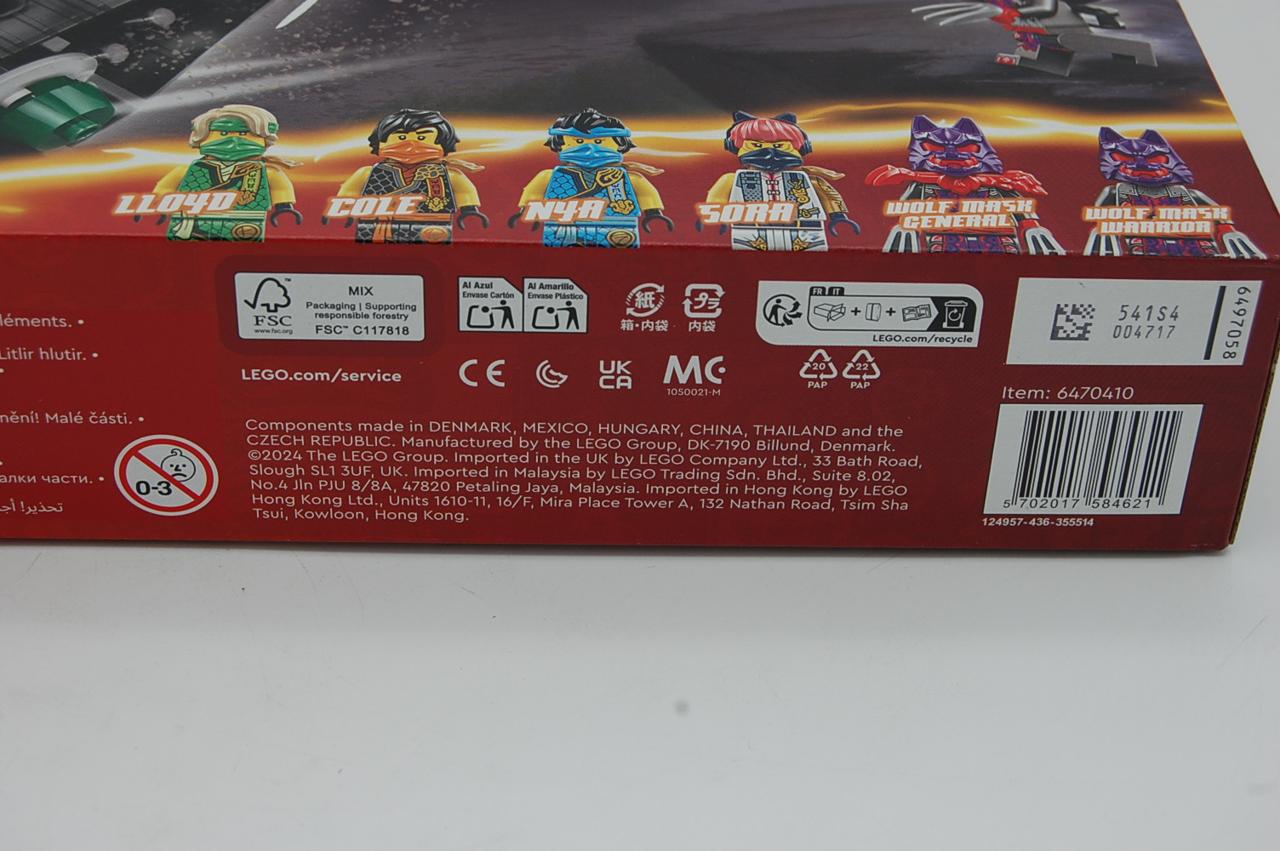 LLOYD
COLE
NYA
SORA
WOLF MASK
GENERAL
WOLF MASK
WARRIOR
léments. •
Litlir hlutir. •
nění! Malé části. •
алки части. •
تحذير! أج
0-3
FSC™
www.fsc.org
MIX
Packaging | Supporting
responsible forestry
FSC™ C117818
Al Azul
Envase Cartón
Al Amarillo
Envase Plástico
紙
箱・内袋
プラ
内袋
FR IT
LEGO.com/recycle
LEGO.com/service
CE
UK
CA
MC
1050021-M
20
PAP
22
PAP
541S4
004717
6497058
Item: 6470410
5 702017 584621
124957-436-355514
Components made in DENMARK, MEXICO, HUNGARY, CHINA, THAILAND and the
CZECH REPUBLIC. Manufactured by the LEGO Group, DK-7190 Billund, Denmark.
©2024 The LEGO Group. Imported in the UK by LEGO Company Ltd., 33 Bath Road,
Slough SL1 3UF, UK. Imported in Malaysia by LEGO Trading Sdn. Bhd., Suite 8.02,
No.4 Jln PJU 8/8A, 47820 Petaling Jaya, Malaysia. Imported in Hong Kong by LEGO
Hong Kong Ltd., Units 1610-11, 16/F, Mira Place Tower A, 132 Nathan Road, Tsim Sha
Tsui, Kowloon, Hong Kong.